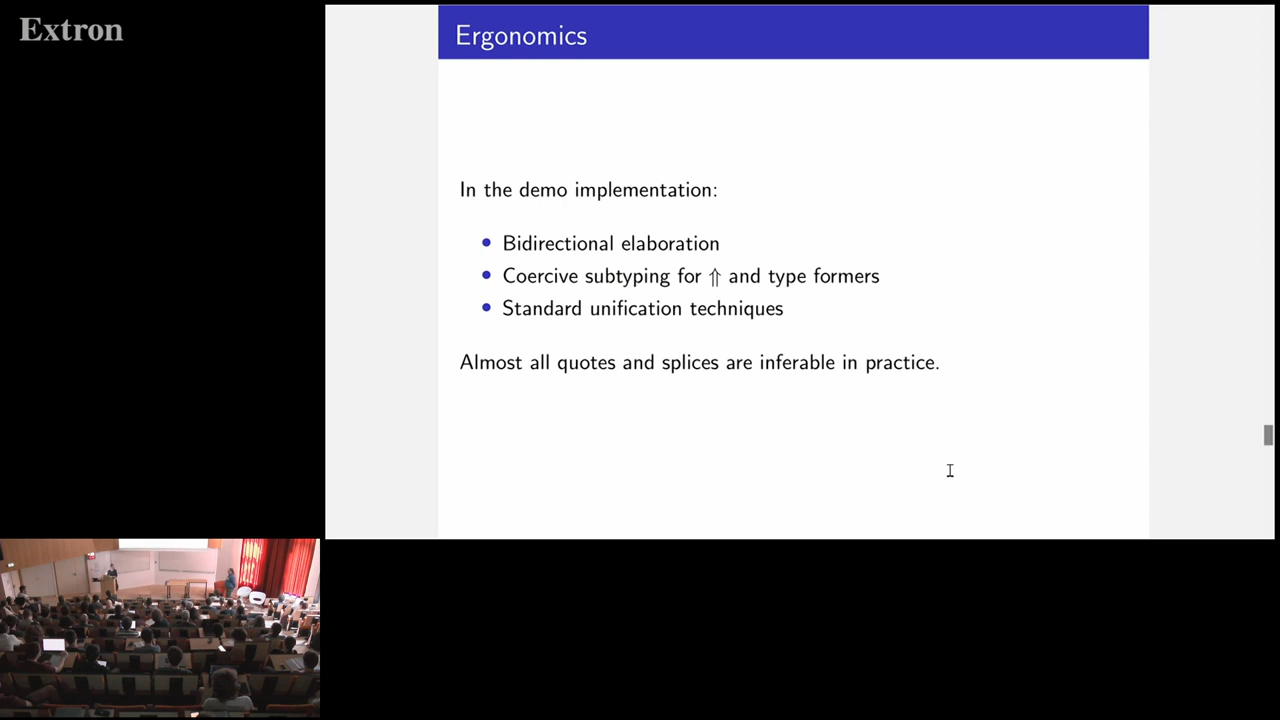 Extron
Ergonomics
In the demo implementation:
• Bidirectional elaboration
• Coercive subtyping for ⇑ and type formers
• Standard unification techniques
Almost all quotes and splices are inferable in practice.